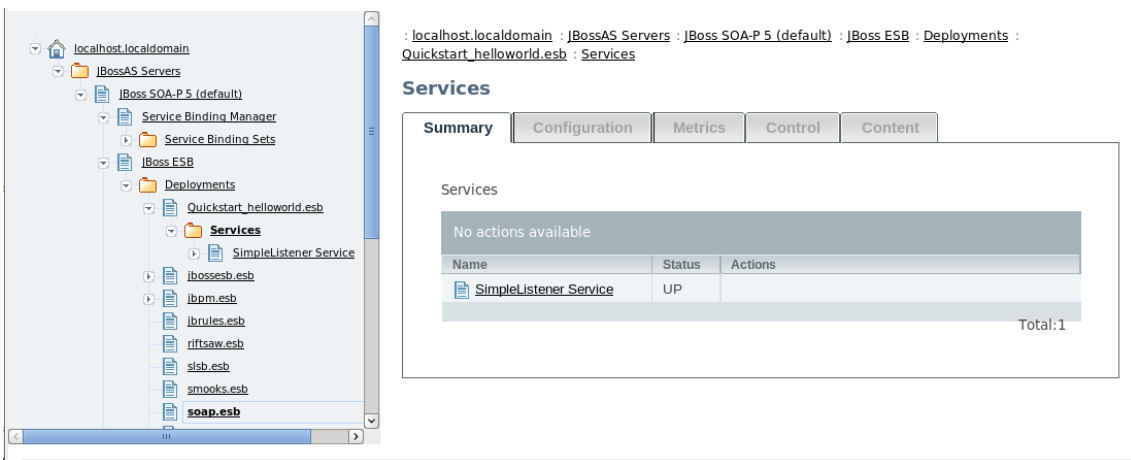 localhost.localdomain
JBossAS Servers
JBoss SOA-P 5 (default)
Service Binding Manager
Service Binding Sets
JBoss ESB
Deployments
Quickstart_helloworld.esb
Services
SimpleListener Service
jbossesb.esb
jbpm.esb
jbrules.esb
riftsaw.esb
slsb.esb
smooks.esb
soap.esb
: localhost.localdomain : JBossAS Servers : JBoss SOA-P 5 (default) : JBoss ESB : Deployments :
Quickstart_helloworld.esb : Services
Services
Summary Configuration Metrics Control Content
Services
No actions available
Name Status Actions
SimpleListener Service UP
Total:1